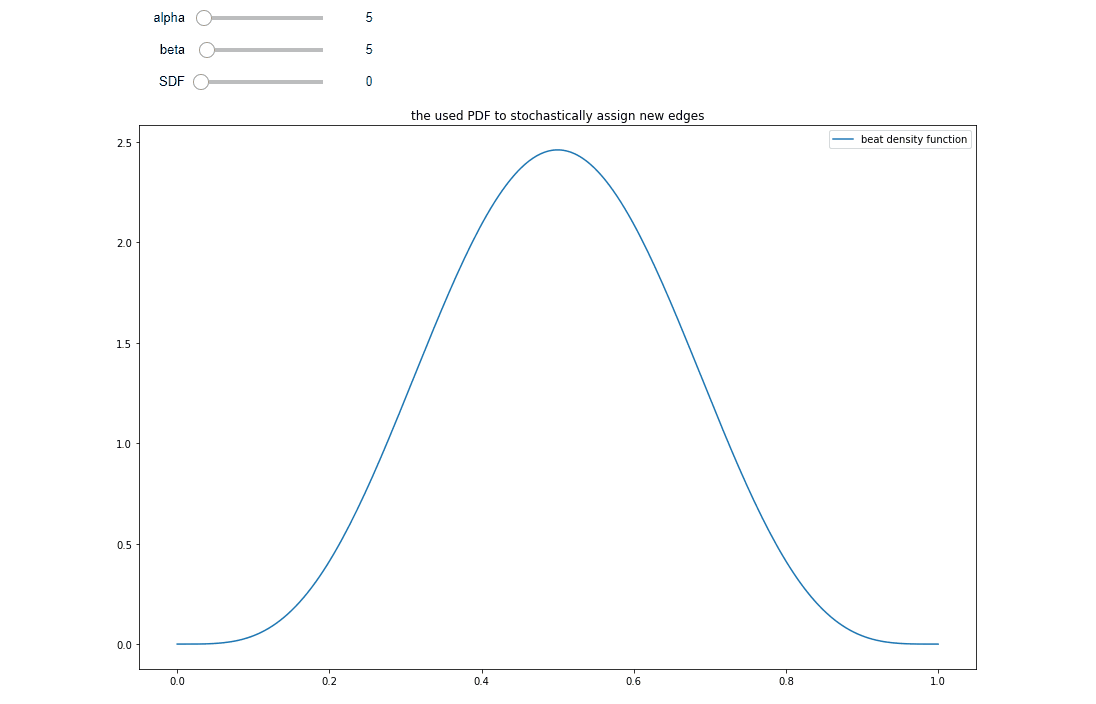 alpha 5
beta 5
SDF 0
the used PDF to stochastically assign new edges
beat density function
2.5
2.0
1.5
1.0
0.5
0.0
0.0 0.2 0.4 0.6 0.8 1.0